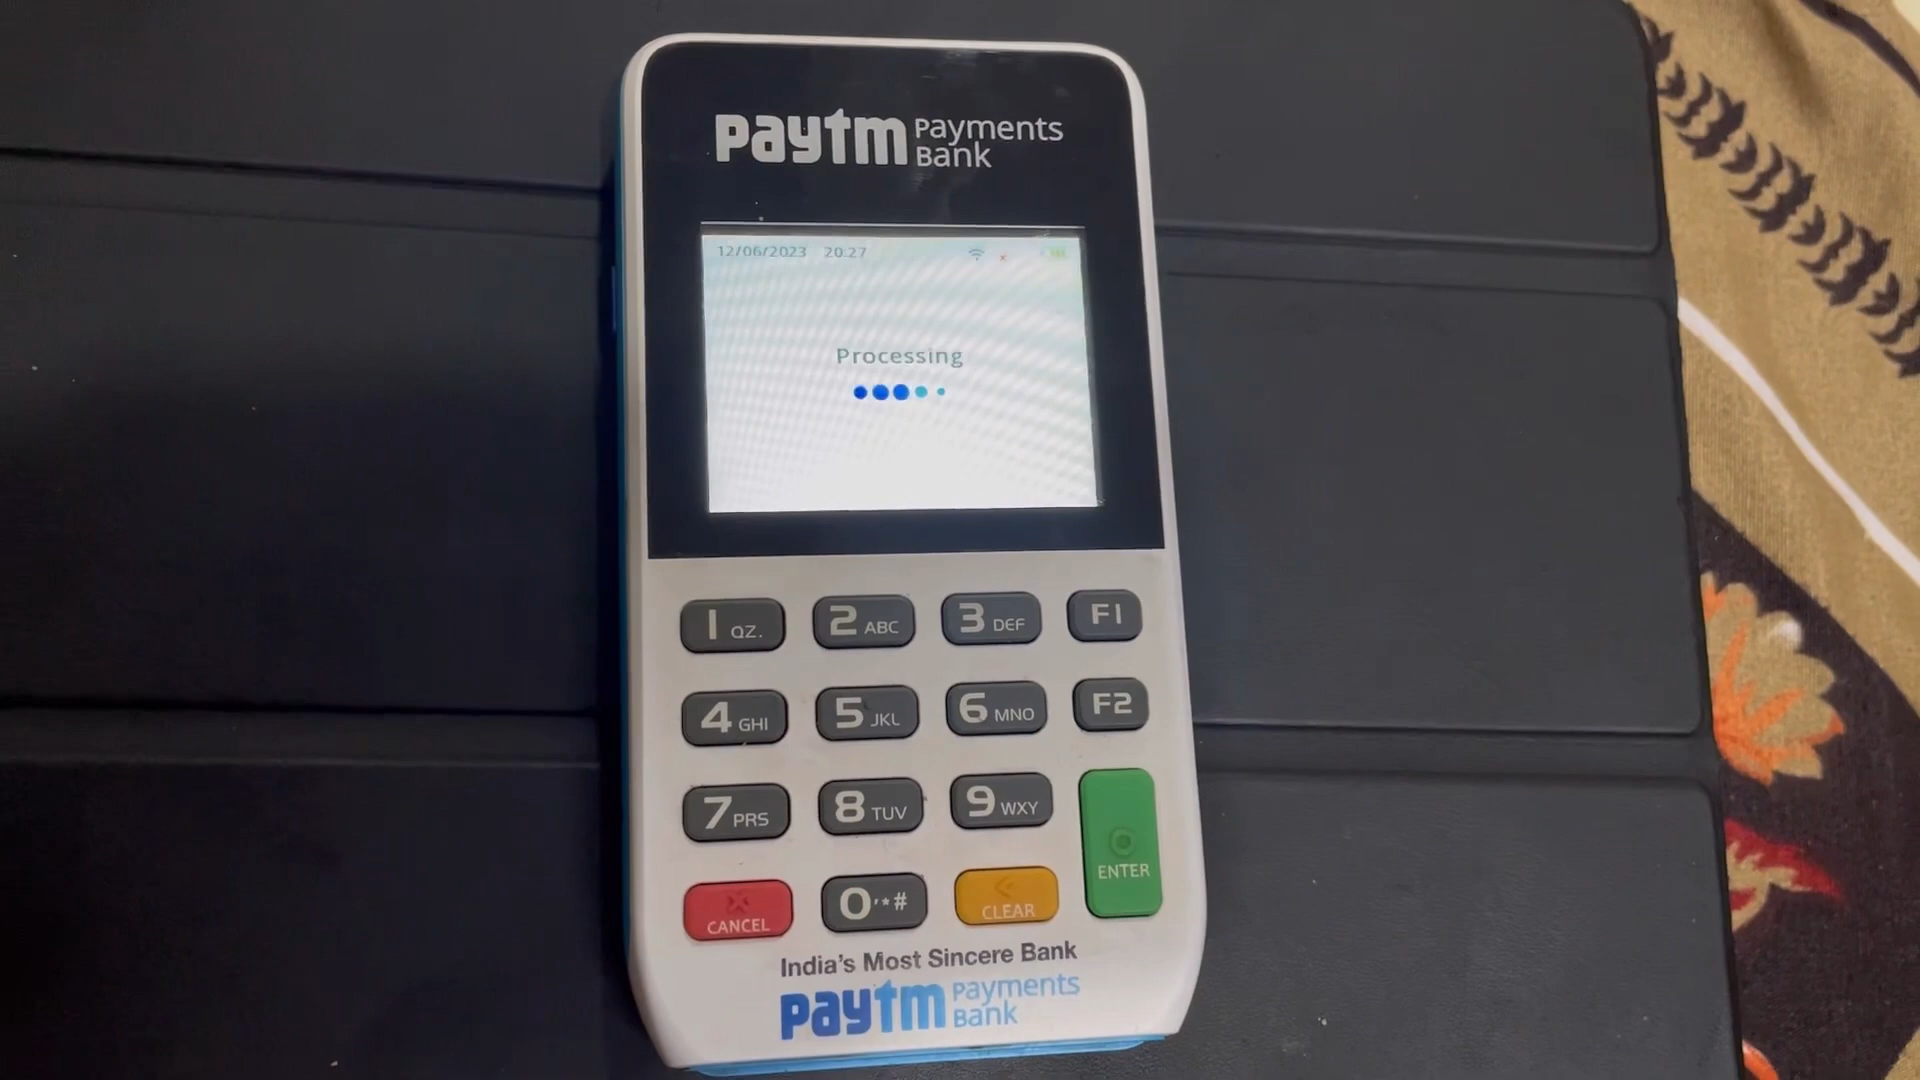 paytm Payments Bank
12/06/2023 20:27
Processing
1 QZ. 2 ABC 3 DEF F1
4 GHI 5 JKL 6 MNO F2
7 PRS 8 TUV 9 WXY
ENTER
CANCEL 0'*# CLEAR
India's Most Sincere Bank
paytm Payments Bank